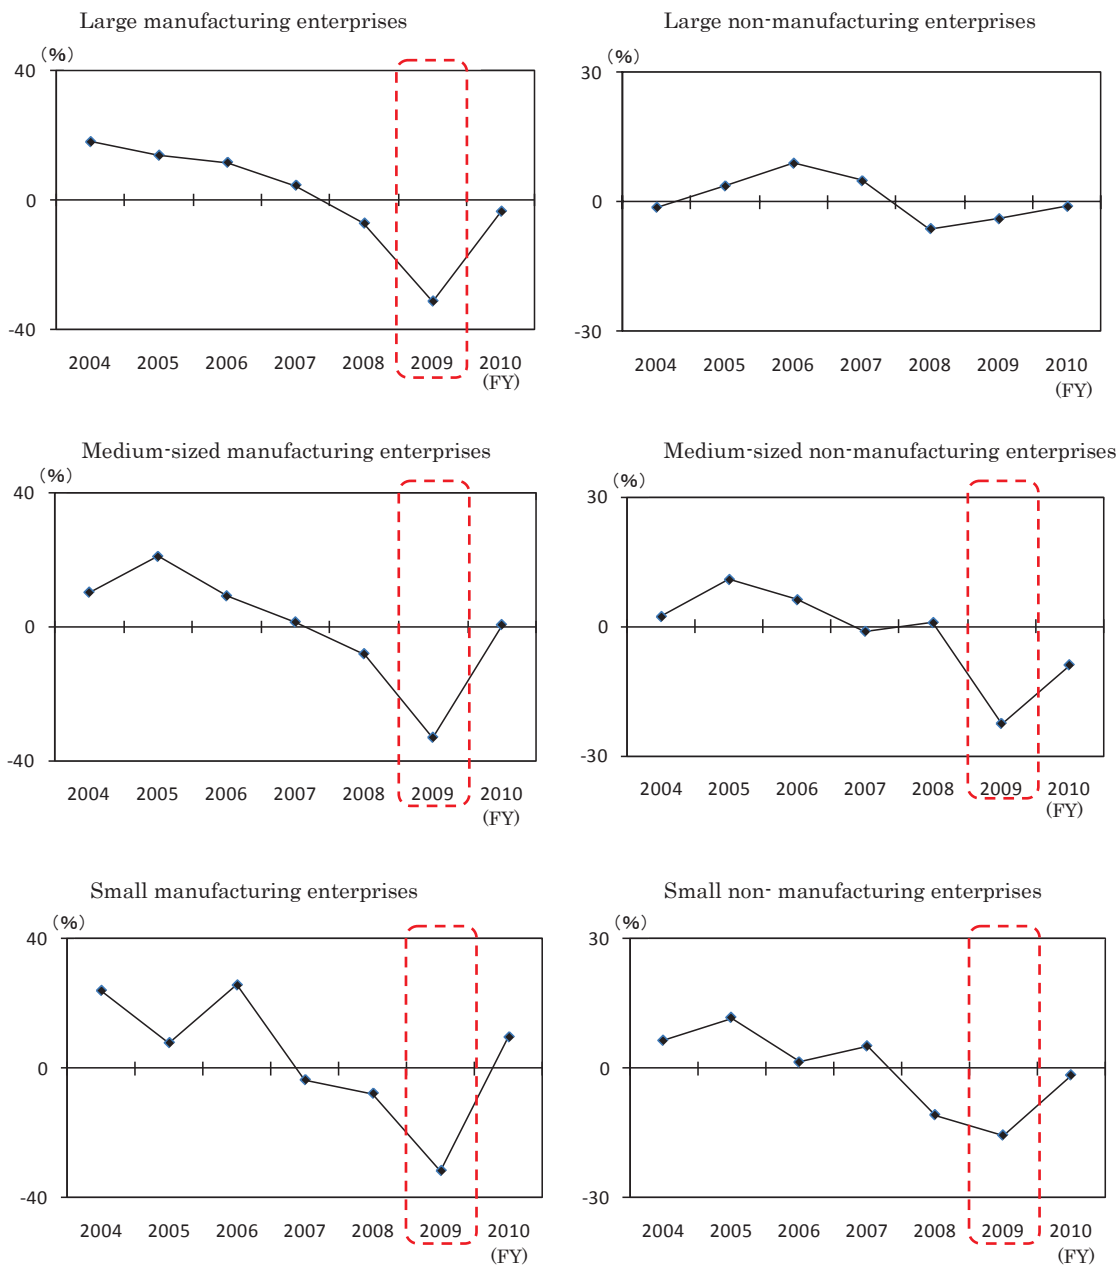 Large manufacturing enterprises
(%)
40
0
-40
2004 2005 2006 2007 2008 2009 2010
(FY)
Large non-manufacturing enterprises
(%)
30
0
-30
2004 2005 2006 2007 2008 2009 2010
(FY)
Medium-sized manufacturing enterprises
(%)
40
0
-40
2004 2005 2006 2007 2008 2009 2010
(FY)
Medium-sized non-manufacturing enterprises
(%)
30
0
-30
2004 2005 2006 2007 2008 2009 2010
(FY)
Small manufacturing enterprises
(%)
40
0
-40
2004 2005 2006 2007 2008 2009 2010
(FY)
Small non- manufacturing enterprises
(%)
30
0
-30
2004 2005 2006 2007 2008 2009 2010
(FY)